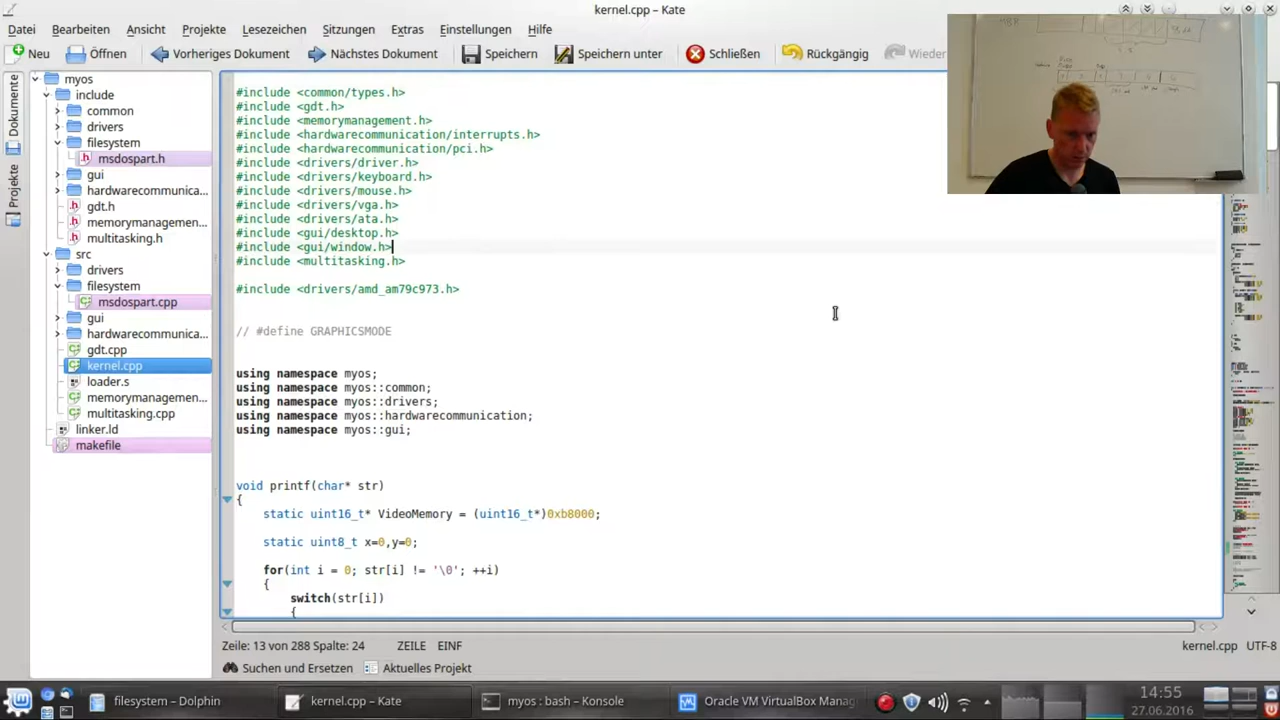 kernel.cpp – Kate
Datei Bearbeiten Ansicht Projekte Lesezeichen Sitzungen Extras Einstellungen Hilfe
Neu Öffnen Vorheriges Dokument Nächstes Dokument Speichern Speichern unter Schließen Rückgängig Wieder
MBR
Dokumente
Projekte
myos
include
common
drivers
filesystem
msdospart.h
gui
hardwarecommunica...
gdt.h
memorymanagemen...
multitasking.h
src
drivers
filesystem
msdospart.cpp
gui
hardwarecommunica...
gdt.cpp
kernel.cpp
loader.s
memorymanagemen...
multitasking.cpp
linker.ld
makefile
#include <common/types.h>
#include <gdt.h>
#include <memorymanagement.h>
#include <hardwarecommunication/interrupts.h>
#include <hardwarecommunication/pci.h>
#include <drivers/driver.h>
#include <drivers/keyboard.h>
#include <drivers/mouse.h>
#include <drivers/vga.h>
#include <drivers/ata.h>
#include <gui/desktop.h>
#include <gui/window.h>
#include <multitasking.h>
#include <drivers/amd_am79c973.h>
// #define GRAPHICSMODE
using namespace myos;
using namespace myos::common;
using namespace myos::drivers;
using namespace myos::hardwarecommunication;
using namespace myos::gui;
void printf(char* str)
{
static uint16_t* VideoMemory = (uint16_t*)0xb8000;
static uint8_t x=0,y=0;
for(int i = 0; str[i] != '\0'; ++i)
{
switch(str[i])
{
Zeile: 13 von 288 Spalte: 24 ZEILE EINF kernel.cpp UTF-8
Suchen und Ersetzen Aktuelles Projekt
filesystem – Dolphin kernel.cpp – Kate myos : bash – Konsole Oracle VM VirtualBox Manag 14:55
27.06.2016